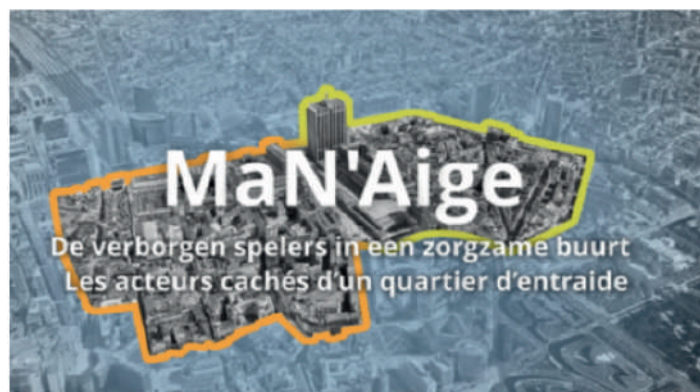 MaN'Aige
De verborgen spelers in een zorgzame buurt
Les acteurs cachés d'un quartier d'entraide